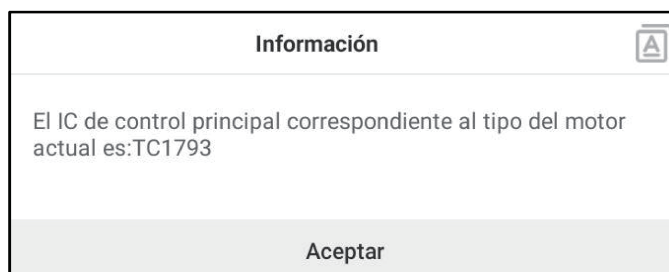 Información
A
El IC de control principal correspondiente al tipo del motor
actual es:TC1793
Aceptar